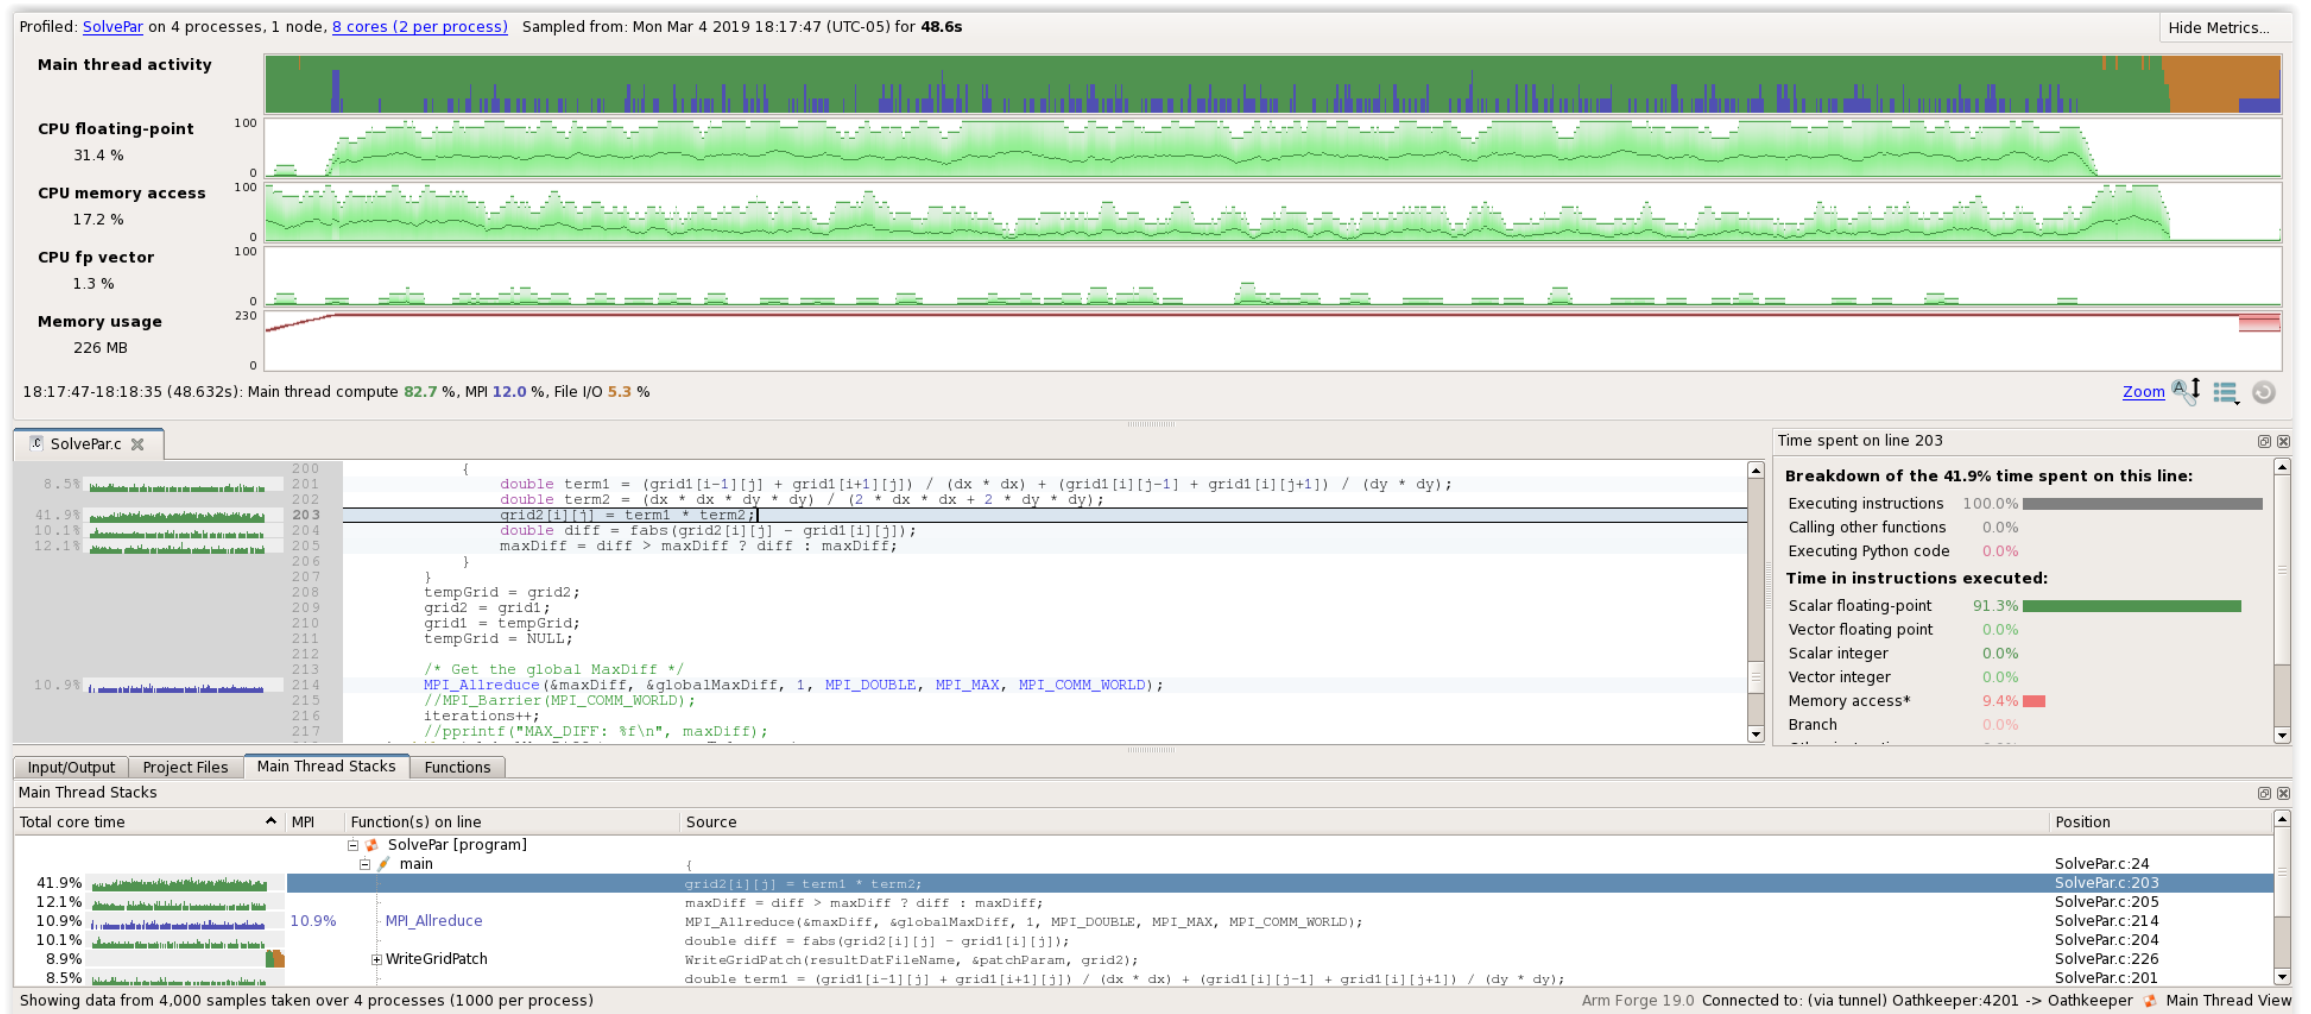 Profiled: SolvePar on 4 processes, 1 node, 8 cores (2 per process) Sampled from: Mon Mar 4 2019 18:17:47 (UTC-05) for 48.6s
Hide Metrics...
Main thread activity
CPU floating-point
31.4 %
100
0
CPU memory access
17.2 %
100
0
CPU fp vector
1.3 %
100
0
Memory usage
226 MB
230
0
18:17:47-18:18:35 (48.632s): Main thread compute 82.7 %, MPI 12.0 %, File I/O 5.3 %
Zoom
SolvePar.c
200 {
8.5% 201 double term1 = (grid1[i-1][j] + grid1[i+1][j]) / (dx * dx) + (grid1[i][j-1] + grid1[i][j+1]) / (dy * dy);
202 double term2 = (dx * dx * dy * dy) / (2 * dx * dx + 2 * dy * dy);
41.9% 203 grid2[i][j] = term1 * term2;
10.1% 204 double diff = fabs(grid2[i][j] - grid1[i][j]);
12.1% 205 maxDiff = diff > maxDiff ? diff : maxDiff;
206 }
207 }
208 tempGrid = grid2;
209 grid2 = grid1;
210 grid1 = tempGrid;
211 tempGrid = NULL;
212
213 /* Get the global MaxDiff */
10.9% 214 MPI_Allreduce(&maxDiff, &globalMaxDiff, 1, MPI_DOUBLE, MPI_MAX, MPI_COMM_WORLD);
215 //MPI_Barrier(MPI_COMM_WORLD);
216 iterations++;
217 //pprintf("MAX_DIFF: %f\n", maxDiff);
Time spent on line 203
Breakdown of the 41.9% time spent on this line:
Executing instructions 100.0%
Calling other functions 0.0%
Executing Python code 0.0%
Time in instructions executed:
Scalar floating-point 91.3%
Vector floating point 0.0%
Scalar integer 0.0%
Vector integer 0.0%
Memory access* 9.4%
Branch 0.0%
Input/Output Project Files Main Thread Stacks Functions
Main Thread Stacks
Total core time MPI Function(s) on line Source Position
SolvePar [program]
main { SolvePar.c:24
41.9% grid2[i][j] = term1 * term2; SolvePar.c:203
12.1% maxDiff = diff > maxDiff ? diff : maxDiff; SolvePar.c:205
10.9% 10.9% MPI_Allreduce MPI_Allreduce(&maxDiff, &globalMaxDiff, 1, MPI_DOUBLE, MPI_MAX, MPI_COMM_WORLD); SolvePar.c:214
10.1% double diff = fabs(grid2[i][j] - grid1[i][j]); SolvePar.c:204
8.9% WriteGridPatch WriteGridPatch(resultDatFileName, &patchParam, grid2); SolvePar.c:226
8.5% double term1 = (grid1[i-1][j] + grid1[i+1][j]) / (dx * dx) + (grid1[i][j-1] + grid1[i][j+1]) / (dy * dy); SolvePar.c:201
Showing data from 4,000 samples taken over 4 processes (1000 per process)
Arm Forge 19.0 Connected to: (via tunnel) Oathkeeper:4201 -> Oathkeeper Main Thread View